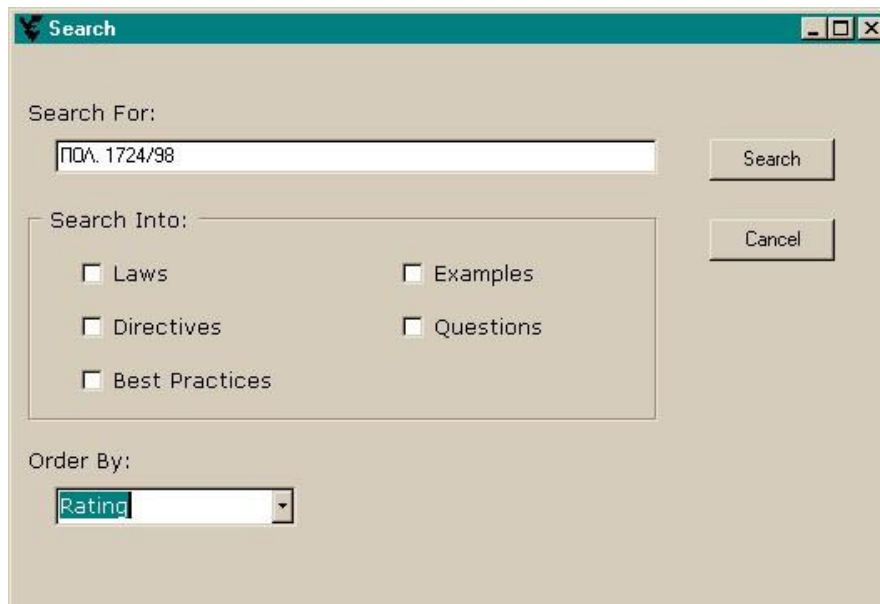 Search
Search For:
ΠΟΛ. 1724/98
Search
Search Into:
Cancel
Laws
Examples
Directives
Questions
Best Practices
Order By:
Rating